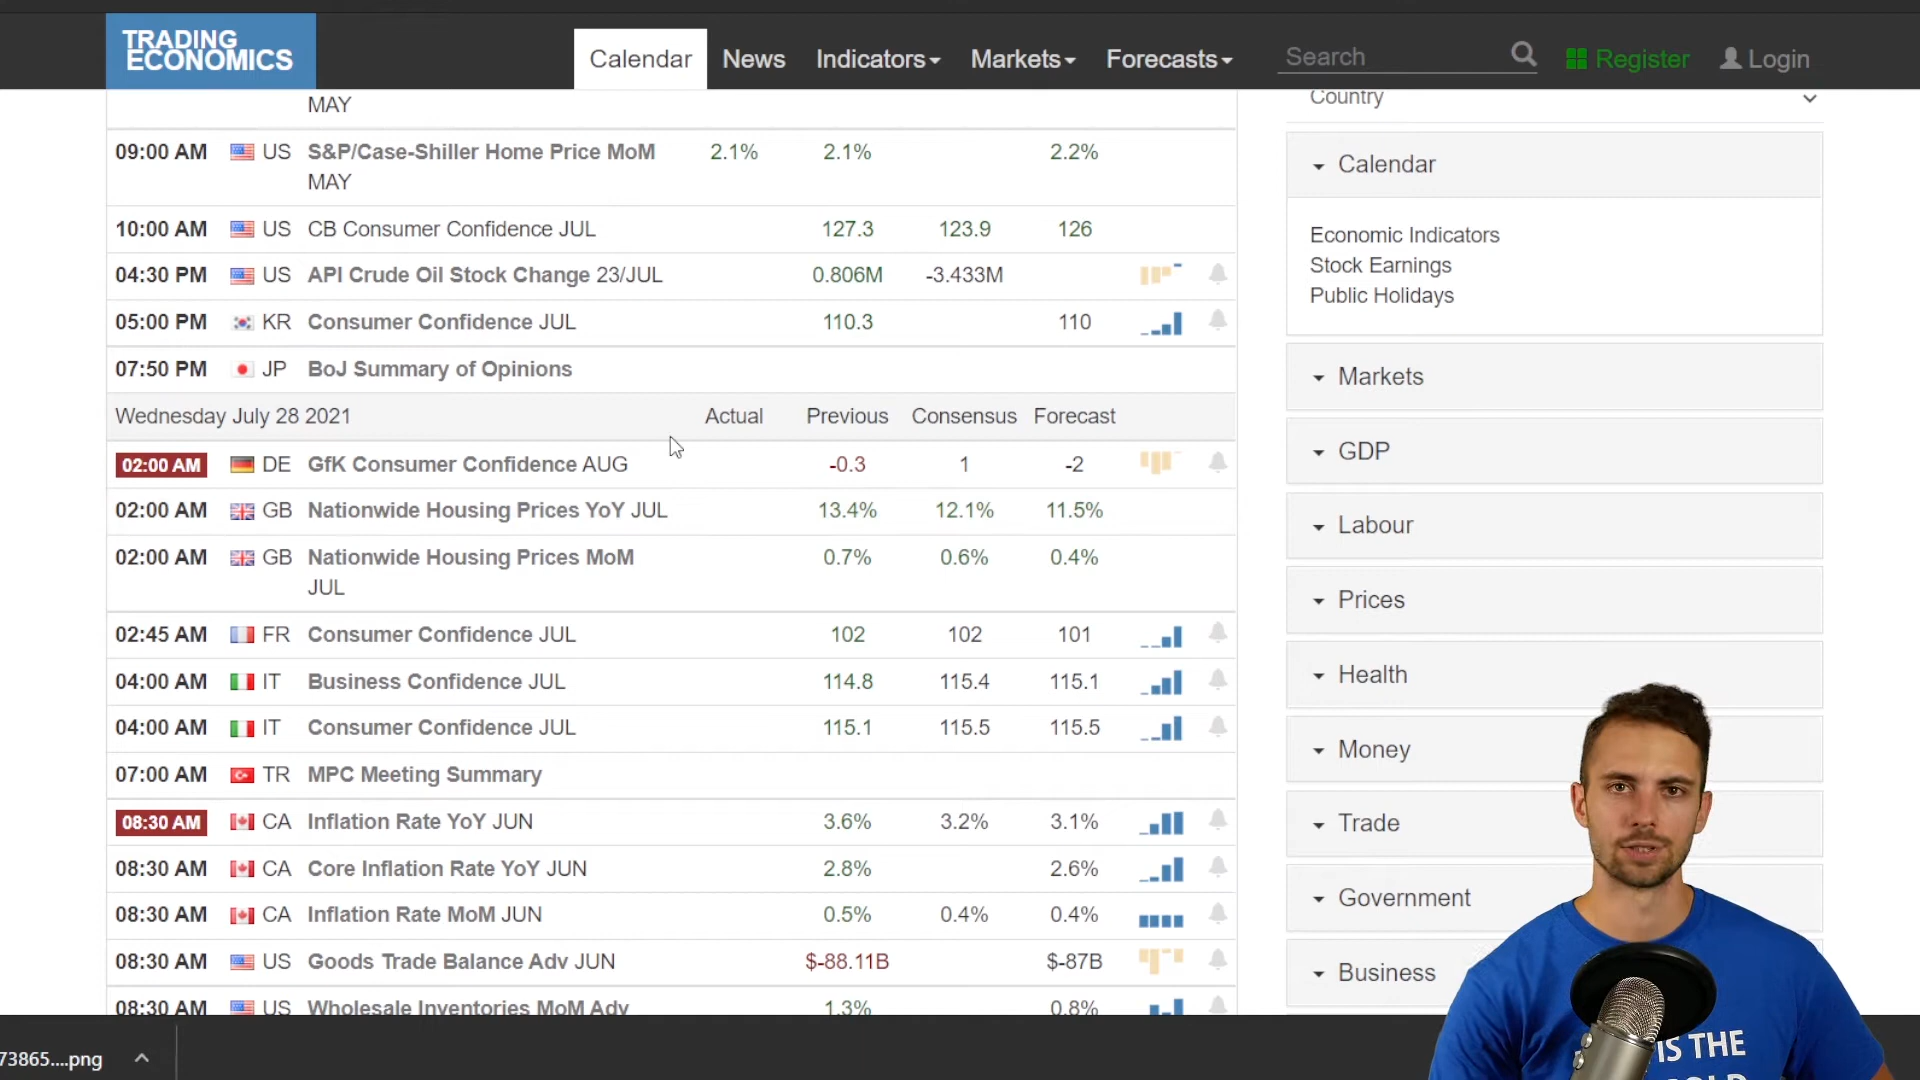 TRADING
ECONOMICS
Calendar News Indicators Markets Forecasts Search Register Login
MAY
09:00 AM US S&P/Case-Shiller Home Price MoM 2.1% 2.1% 2.2%
MAY
10:00 AM US CB Consumer Confidence JUL 127.3 123.9 126
04:30 PM US API Crude Oil Stock Change 23/JUL 0.806M -3.433M
05:00 PM KR Consumer Confidence JUL 110.3 110
07:50 PM JP BoJ Summary of Opinions
Wednesday July 28 2021 Actual Previous Consensus Forecast
02:00 AM DE GfK Consumer Confidence AUG -0.3 1 -2
02:00 AM GB Nationwide Housing Prices YoY JUL 13.4% 12.1% 11.5%
02:00 AM GB Nationwide Housing Prices MoM 0.7% 0.6% 0.4%
JUL
02:45 AM FR Consumer Confidence JUL 102 102 101
04:00 AM IT Business Confidence JUL 114.8 115.4 115.1
04:00 AM IT Consumer Confidence JUL 115.1 115.5 115.5
07:00 AM TR MPC Meeting Summary
08:30 AM CA Inflation Rate YoY JUN 3.6% 3.2% 3.1%
08:30 AM CA Core Inflation Rate YoY JUN 2.8% 2.6%
08:30 AM CA Inflation Rate MoM JUN 0.5% 0.4% 0.4%
08:30 AM US Goods Trade Balance Adv JUN $-88.11B $-87B
08:30 AM US Wholesale Inventories MoM Adv 1.3% 0.8%
Country
Calendar
Economic Indicators
Stock Earnings
Public Holidays
Markets
GDP
Labour
Prices
Health
Money
Trade
Government
Business
73865....png
IS THE